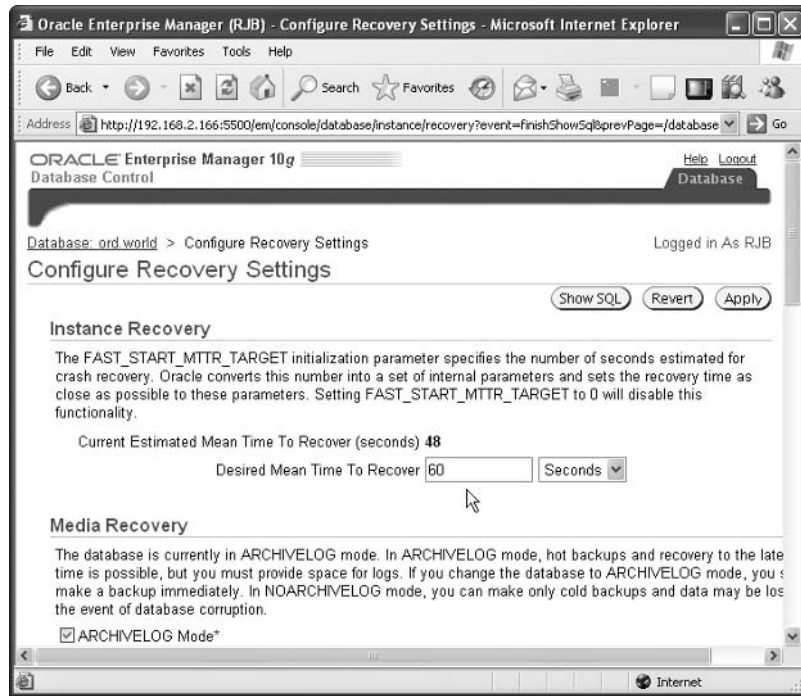 Oracle Enterprise Manager (RJB) - Configure Recovery Settings - Microsoft Internet Explorer
File Edit View Favorites Tools Help
Back Search Favorites
Address http://192.168.2.166:5500/em/console/database/instance/recovery?event=finishShowSql&prevPage=/database Go
ORACLE Enterprise Manager 10g
Database Control
Help Logout
Database
Database: ord.world > Configure Recovery Settings Logged in As RJB
Configure Recovery Settings
Show SQL Revert Apply
Instance Recovery
The FAST_START_MTTR_TARGET initialization parameter specifies the number of seconds estimated for
crash recovery. Oracle converts this number into a set of internal parameters and sets the recovery time as
close as possible to these parameters. Setting FAST_START_MTTR_TARGET to 0 will disable this
functionality.
Current Estimated Mean Time To Recover (seconds) 48
Desired Mean Time To Recover 60 Seconds
Media Recovery
The database is currently in ARCHIVELOG mode. In ARCHIVELOG mode, hot backups and recovery to the late
time is possible, but you must provide space for logs. If you change the database to ARCHIVELOG mode, you s
make a backup immediately. In NOARCHIVELOG mode, you can make only cold backups and data may be los
the event of database corruption.
ARCHIVELOG Mode*
Internet